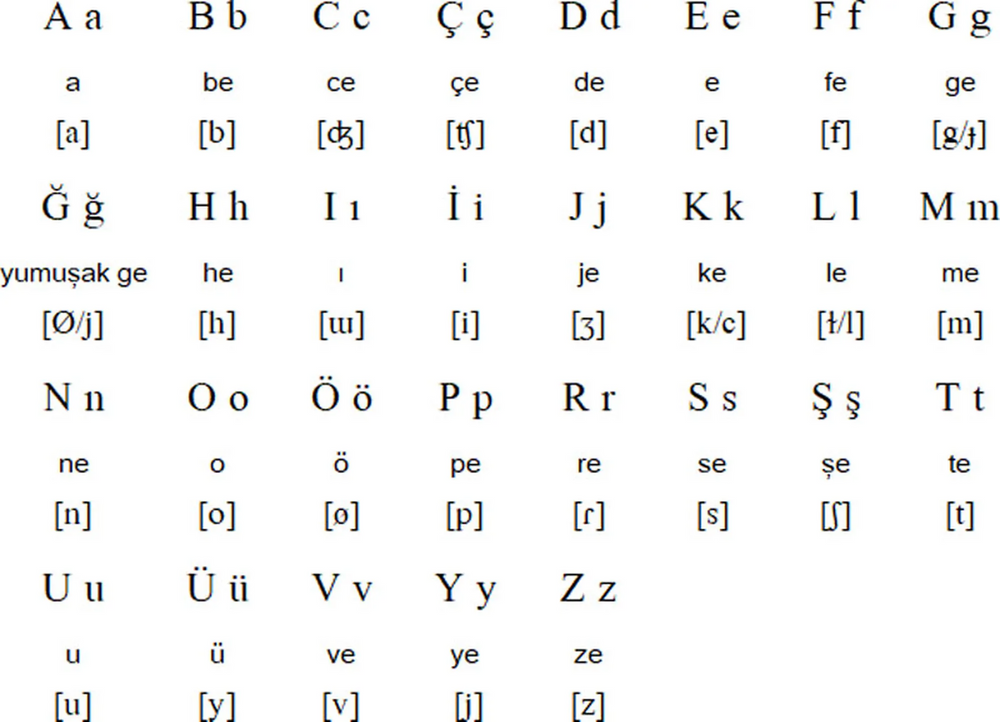 A a B b C c Ç ç D d E e F f G g
a be ce çe de e fe ge
[a] [b] [ʤ] [ʧ] [d] [e] [f] [g/ɟ]
Ğ ğ H h I ı İ i J j K k L l M m
yumuşak ge he ı i je ke le me
[Ø/j] [h] [ɯ] [i] [ʒ] [k/c] [ɫ/l] [m]
N n O o Ö ö P p R r S s Ş ş T t
ne o ö pe re se şe te
[n] [o] [ø] [p] [ɾ] [s] [ʃ] [t]
U u Ü ü V v Y y Z z
u ü ve ye ze
[u] [y] [v] [j] [z]